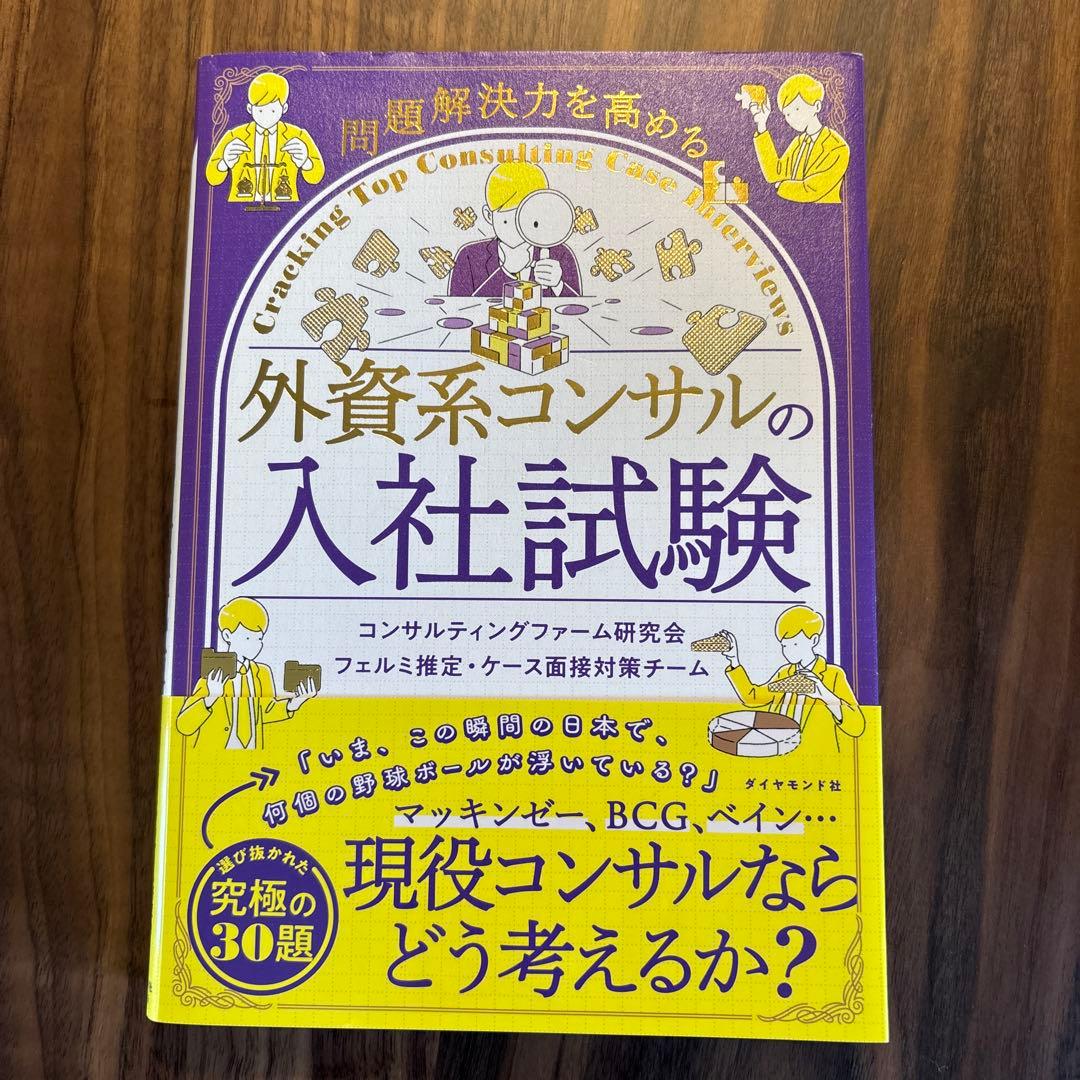 問題解決力を高める
Cracking Top Consulting Case Interviews
外資系コンサルの
入社試験
コンサルティングファーム研究会
フェルミ推定・ケース面接対策チーム
「いま、この瞬間の日本で、
何個の野球ボールが浮いている?」
ダイヤモンド社
マッキンゼー、BCG、ベイン…
現役コンサルなら
どう考えるか?
選び抜かれた
究極の
30題